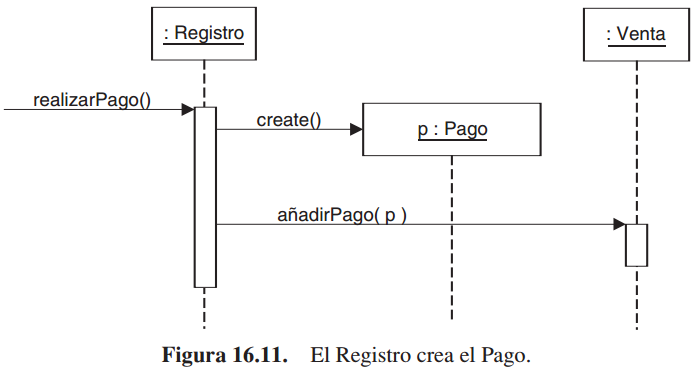 : Registro
: Venta
realizarPago()
create()
p : Pago
añadirPago( p )
Figura 16.11. El Registro crea el Pago.